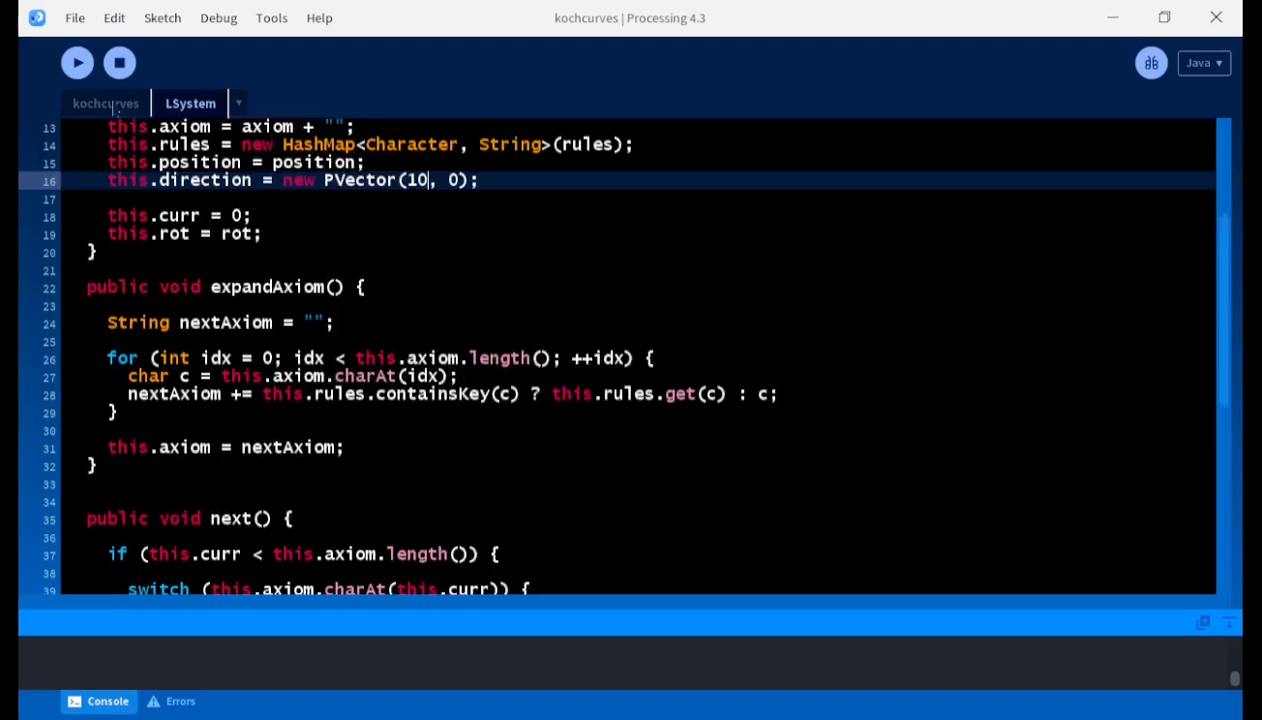 File Edit Sketch Debug Tools Help kochcurves | Processing 4.3
Java ▾
kochcurves LSystem ▾
13 this.axiom = axiom + "";
14 this.rules = new HashMap<Character, String>(rules);
15 this.position = position;
16 this.direction = new PVector(10, 0);
17
18 this.curr = 0;
19 this.rot = rot;
20 }
21
22 public void expandAxiom() {
23
24 String nextAxiom = "";
25
26 for (int idx = 0; idx < this.axiom.length(); ++idx) {
27 char c = this.axiom.charAt(idx);
28 nextAxiom += this.rules.containsKey(c) ? this.rules.get(c) : c;
29 }
30
31 this.axiom = nextAxiom;
32 }
33
34
35 public void next() {
36
37 if (this.curr < this.axiom.length()) {
38
39 switch (this.axiom.charAt(this.curr)) {
Console Errors